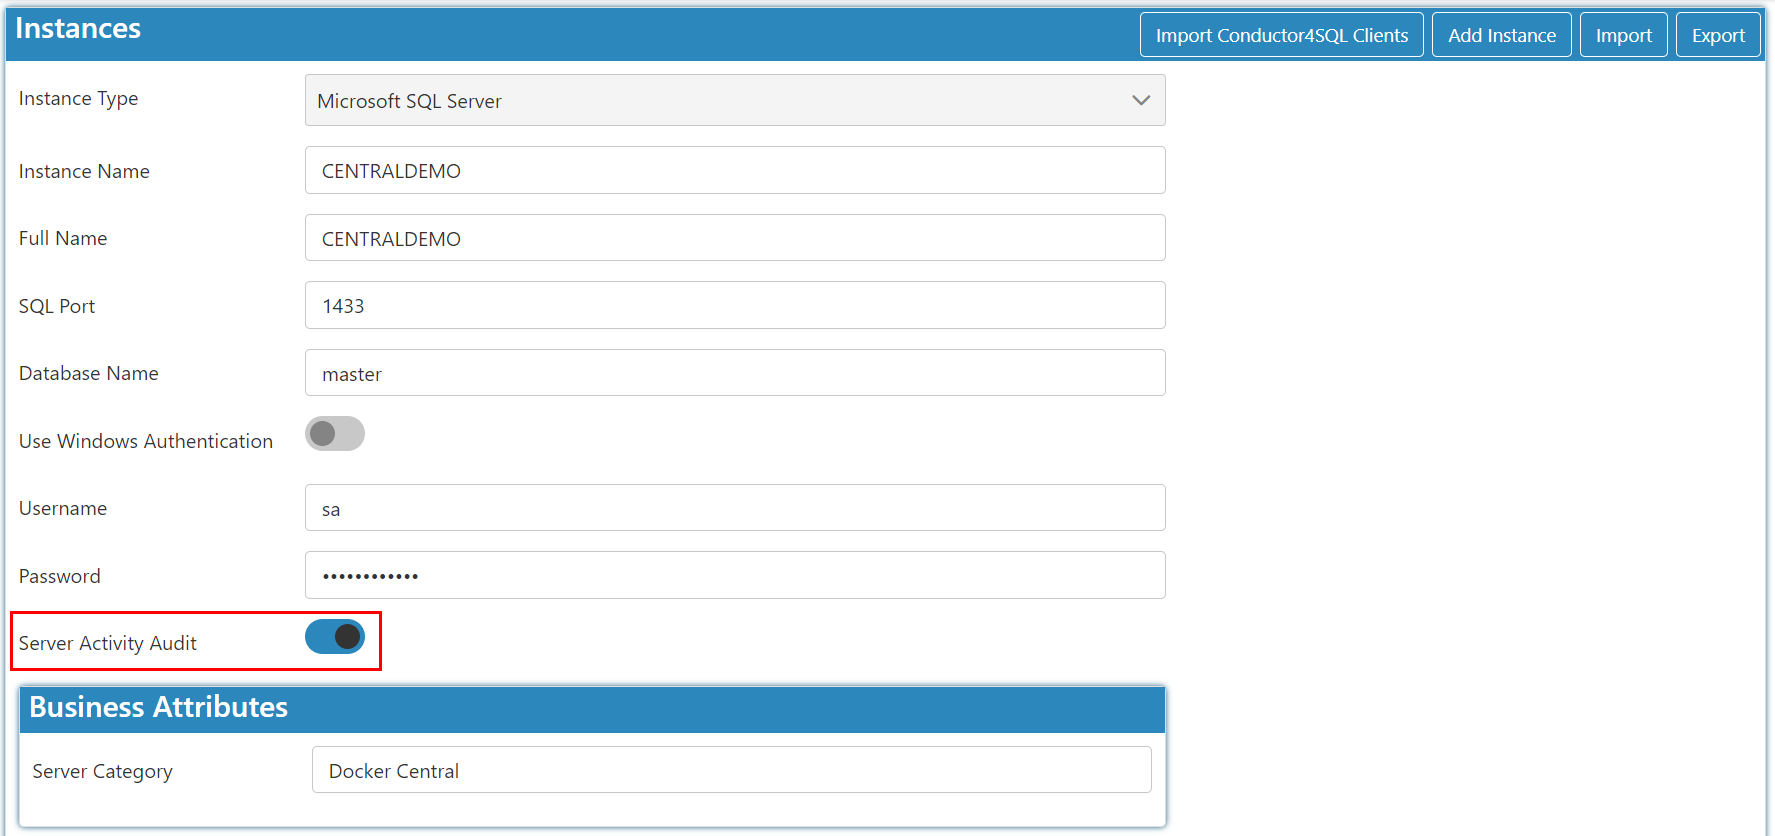 Instances
Import Conductor4SQL Clients
Add Instance
Import
Export
Instance Type
Microsoft SQL Server
Instance Name
CENTRALDEMO
Full Name
CENTRALDEMO
SQL Port
1433
Database Name
master
Use Windows Authentication
Username
sa
Password
••••••••••••
Server Activity Audit
Business Attributes
Server Category
Docker Central